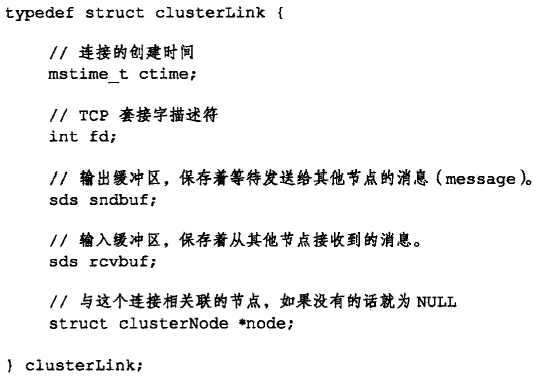 typedef struct clusterLink {
// 连接的创建时间
mstime_t ctime;
// TCP 套接字描述符
int fd;
// 输出缓冲区，保存着等待发送给其他节点的消息（message）。
sds sndbuf;
// 输入缓冲区，保存着从其他节点接收到的消息。
sds rcvbuf;
// 与这个连接相关联的节点，如果没有的话就为 NULL
struct clusterNode *node;
} clusterLink;